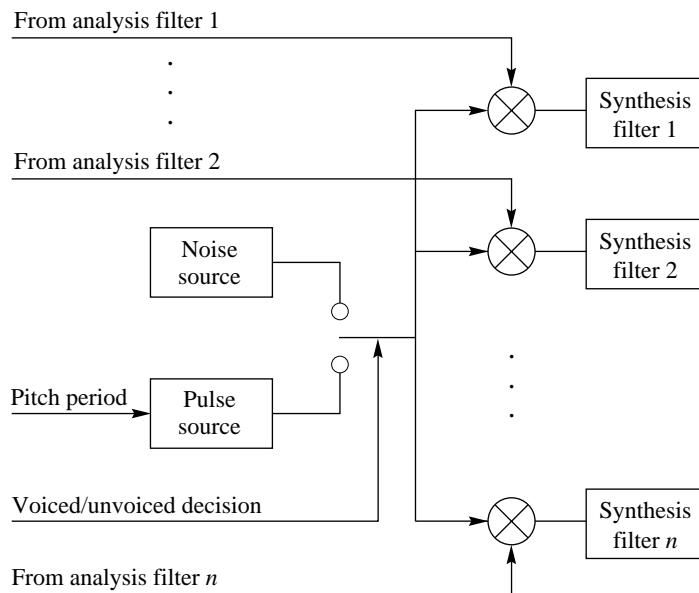 From analysis filter 1
Synthesis
filter 1
From analysis filter 2
Synthesis
filter 2
Noise
source
Pitch period
Pulse
source
Voiced/unvoiced decision
Synthesis
filter n
From analysis filter n